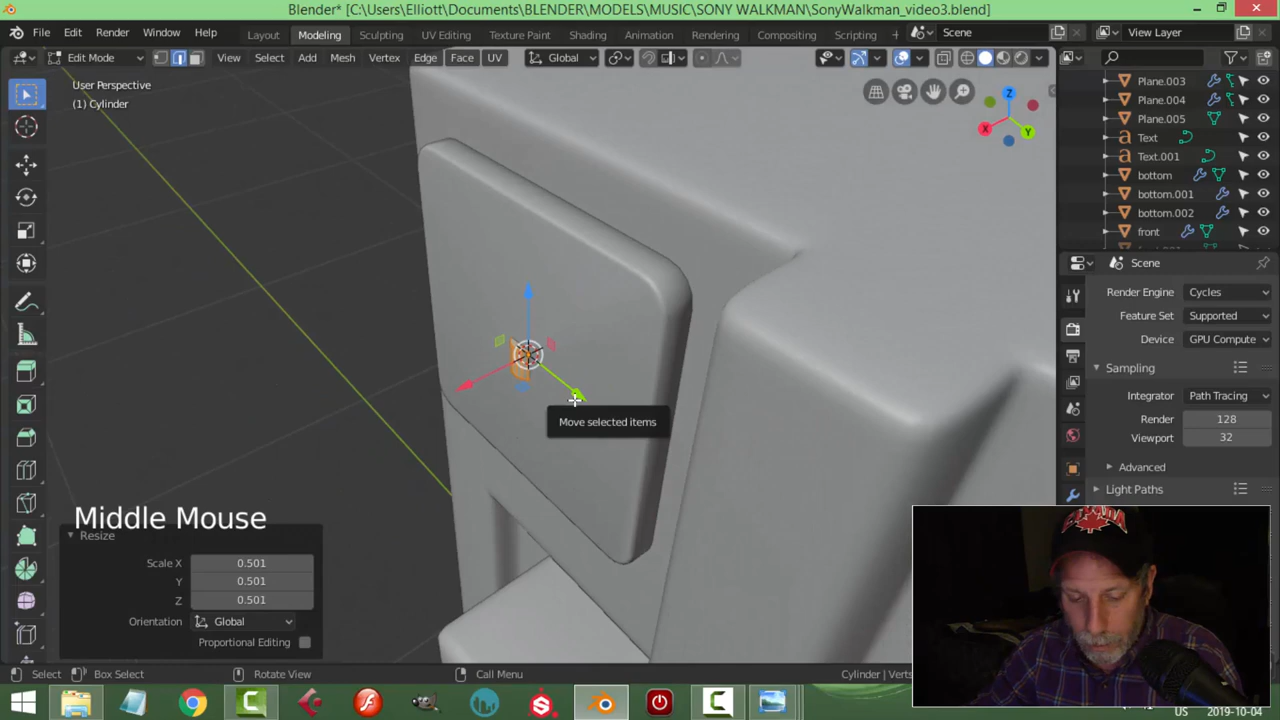 Blender* [C:\Users\Elliott\Documents\BLENDER\MODELS\MUSIC\SONY WALKMAN\SonyWalkman_video3.blend]
File Edit Render Window Help Layout Modeling Sculpting UV Editing Texture Paint Shading Animation Rendering Compositing Scripting Scene View Layer
Edit Mode View Select Add Mesh Vertex Edge Face UV Global
User Perspective
(1) Cylinder
Z
X
Y
Plane.003
Plane.004
Plane.005
Text
Text.001
bottom
bottom.001
bottom.002
front
Scene
Render Engine Cycles
Feature Set Supported
Device GPU Compute
Sampling
Integrator Path Tracing
Render 128
Viewport 32
Advanced
Light Paths
Move selected items
Middle Mouse
Resize
Scale X 0.501
Y 0.501
Z 0.501
Orientation Global
Proportional Editing
Select Box Select Rotate View Call Menu Cylinder | Verts
US 2019-10-04